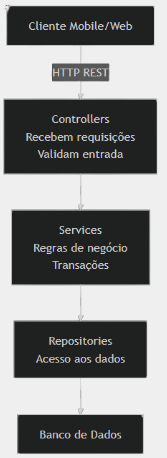 Cliente Mobile/Web
HTTP REST
Controllers
Recebem requisições
Validam entrada
Services
Regras de negócio
Transações
Repositories
Acesso aos dados
Banco de Dados